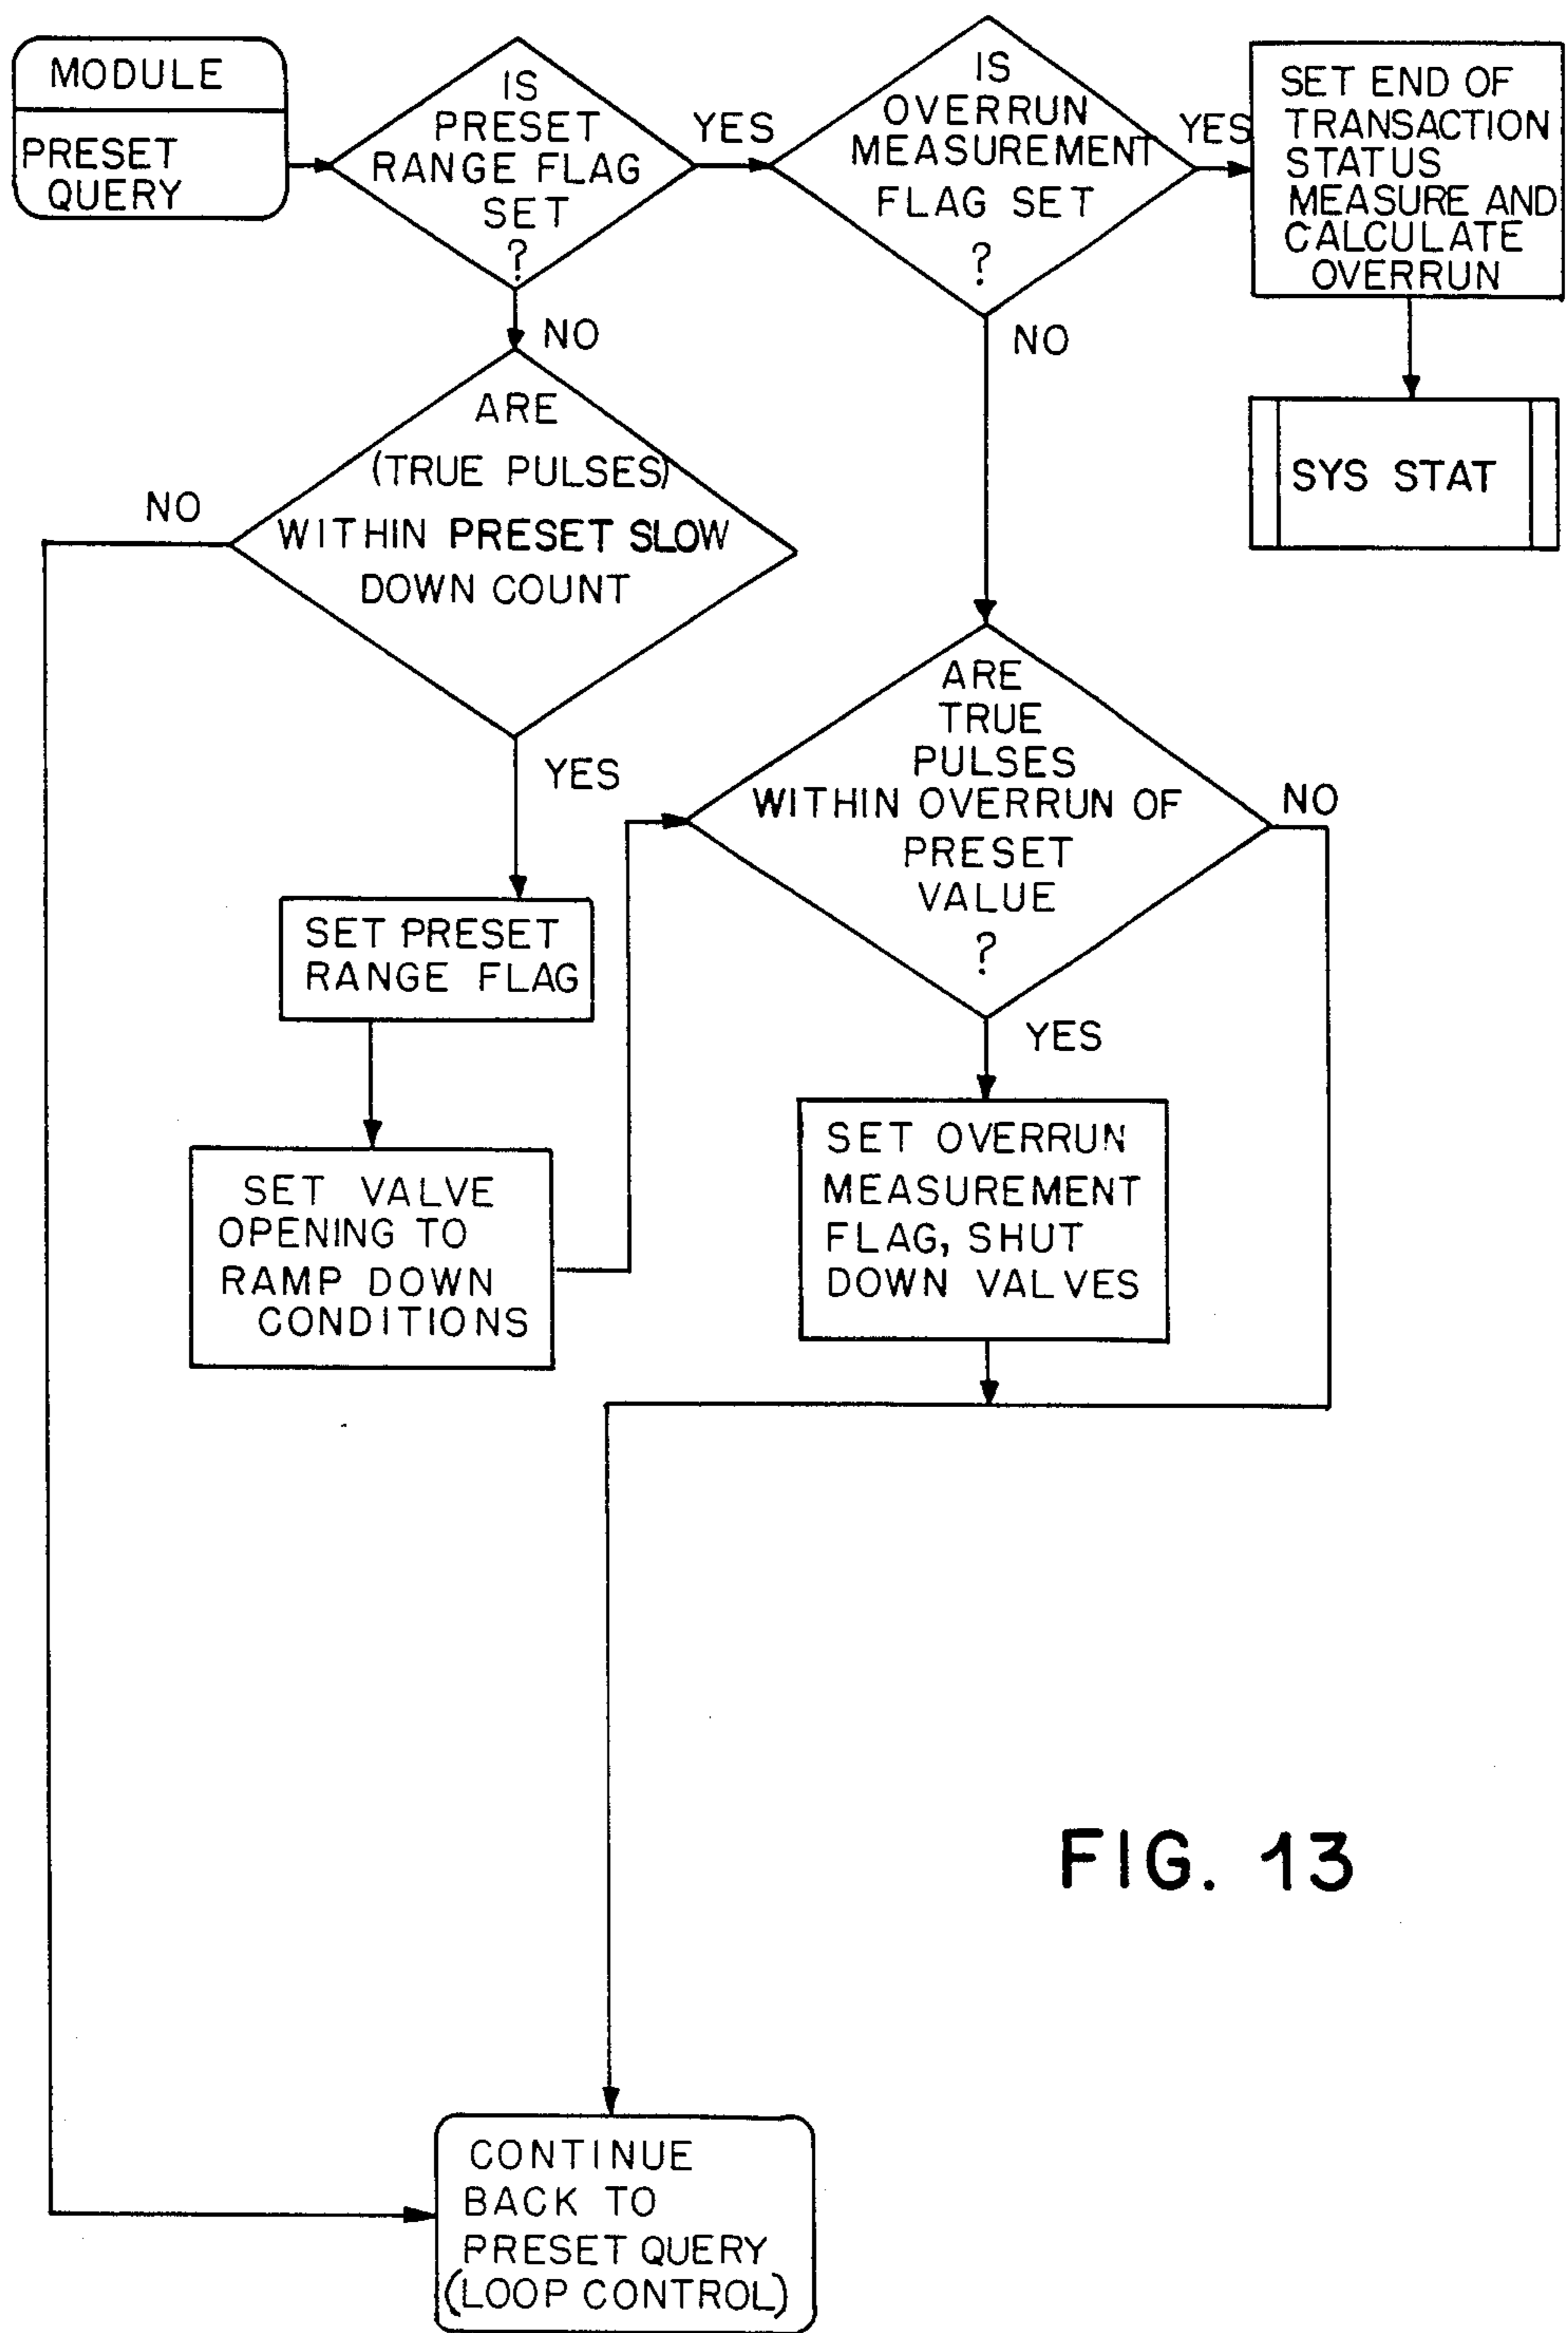 MODULE
PRESET
QUERY
IS
PRESET
RANGE FLAG
SET
?
YES
NO
IS
OVERRUN
MEASUREMENT
FLAG SET
?
YES
NO
SET END OF
TRANSACTION
STATUS
MEASURE AND
CALCULATE
OVERRUN
SYS STAT
ARE
(TRUE PULSES)
WITHIN PRESET SLOW
DOWN COUNT
NO
YES
SET PRESET
RANGE FLAG
SET VALVE
OPENING TO
RAMP DOWN
CONDITIONS
ARE
TRUE
PULSES
WITHIN OVERRUN OF
PRESET
VALUE
?
NO
YES
SET OVERRUN
MEASUREMENT
FLAG, SHUT
DOWN VALVES
CONTINUE
BACK TO
PRESET QUERY
(LOOP CONTROL)
FIG. 13